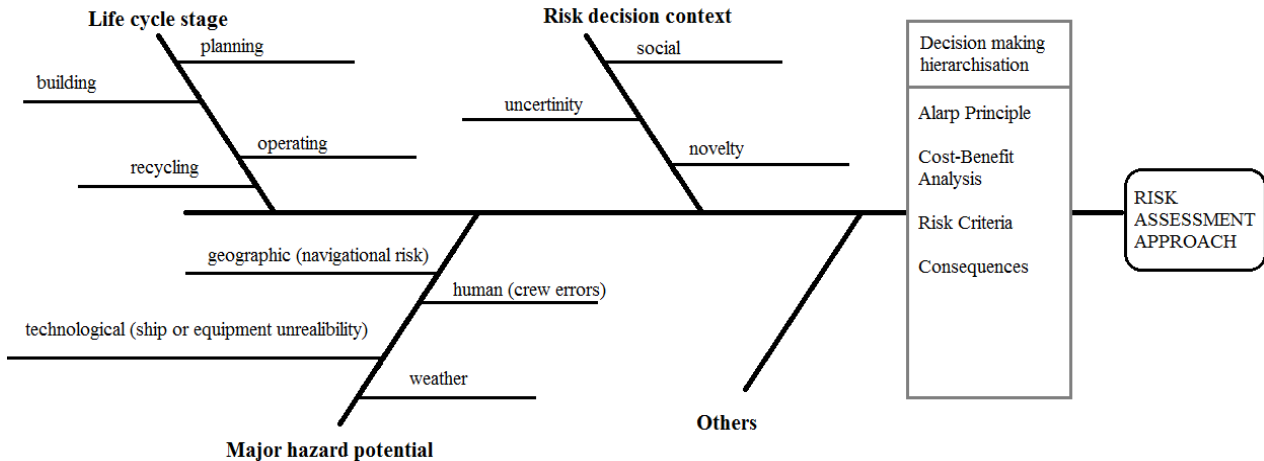 Life cycle stage
planning
building
operating
recycling
Risk decision context
social
uncertinity
novelty
Decision making
hierarchisation
Alarp Principle
Cost-Benefit
Analysis
Risk Criteria
Consequences
RISK
ASSESSMENT
APPROACH
geographic (navigational risk)
human (crew errors)
technological (ship or equipment unrealibility)
weather
Major hazard potential
Others